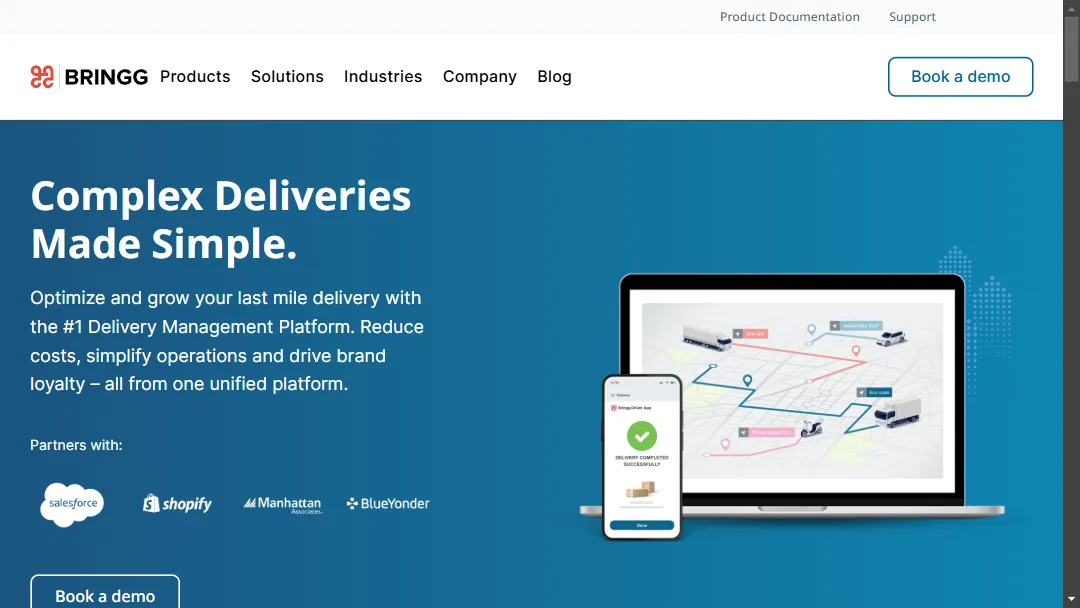 Product Documentation
Support
BRINGG
Products
Solutions
Industries
Company
Blog
Book a demo
Complex Deliveries
Made Simple.
Optimize and grow your last mile delivery with
the #1 Delivery Management Platform. Reduce
costs, simplify operations and drive brand
loyalty – all from one unified platform.
Partners with:
salesforce
shopify
Manhattan
Associates.
BlueYonder
Bringg Driver App
DELIVERY COMPLETED
SUCCESSFULLY
Done
Book a demo